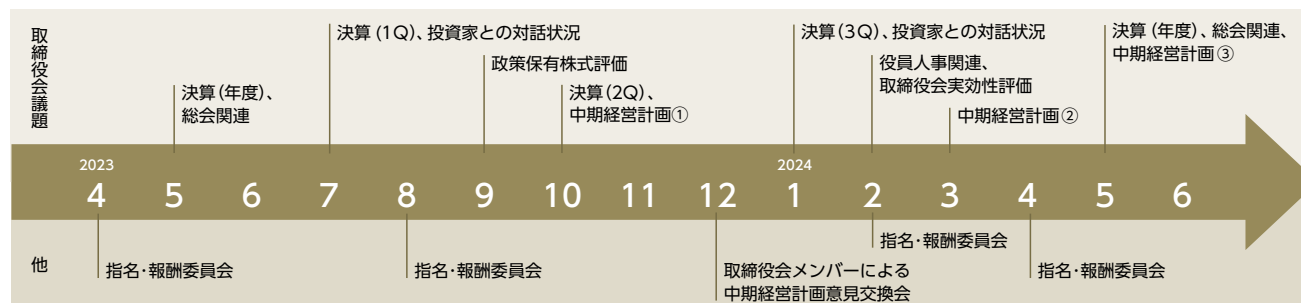 取締役会議題
決算(1Q)、投資家との対話状況
決算(3Q)、投資家との対話状況
決算(年度)、総会関連、
中期経営計画③
政策保有株式評価
役員人事関連、
取締役会実効性評価
決算(年度)、
総会関連
決算(2Q)、
中期経営計画①
中期経営計画②
2023
2024
4 5 6 7 8 9 10 11 12 1 2 3 4 5 6
他
指名・報酬委員会
指名・報酬委員会
取締役会メンバーによる
中期経営計画意見交換会
指名・報酬委員会
指名・報酬委員会